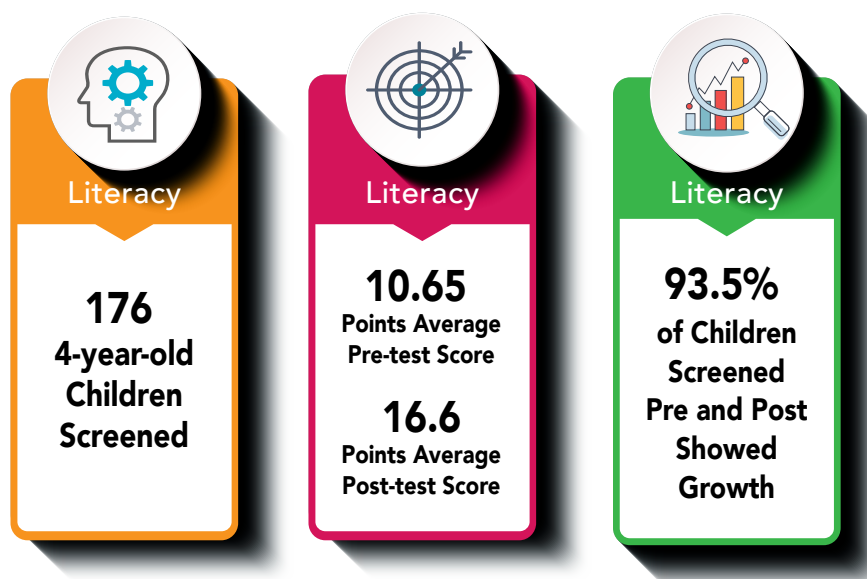 Literacy
176
4-year-old
Children
Screened
Literacy
10.65
Points Average
Pre-test Score
16.6
Points Average
Post-test Score
Literacy
93.5%
of Children
Screened
Pre and Post
Showed
Growth